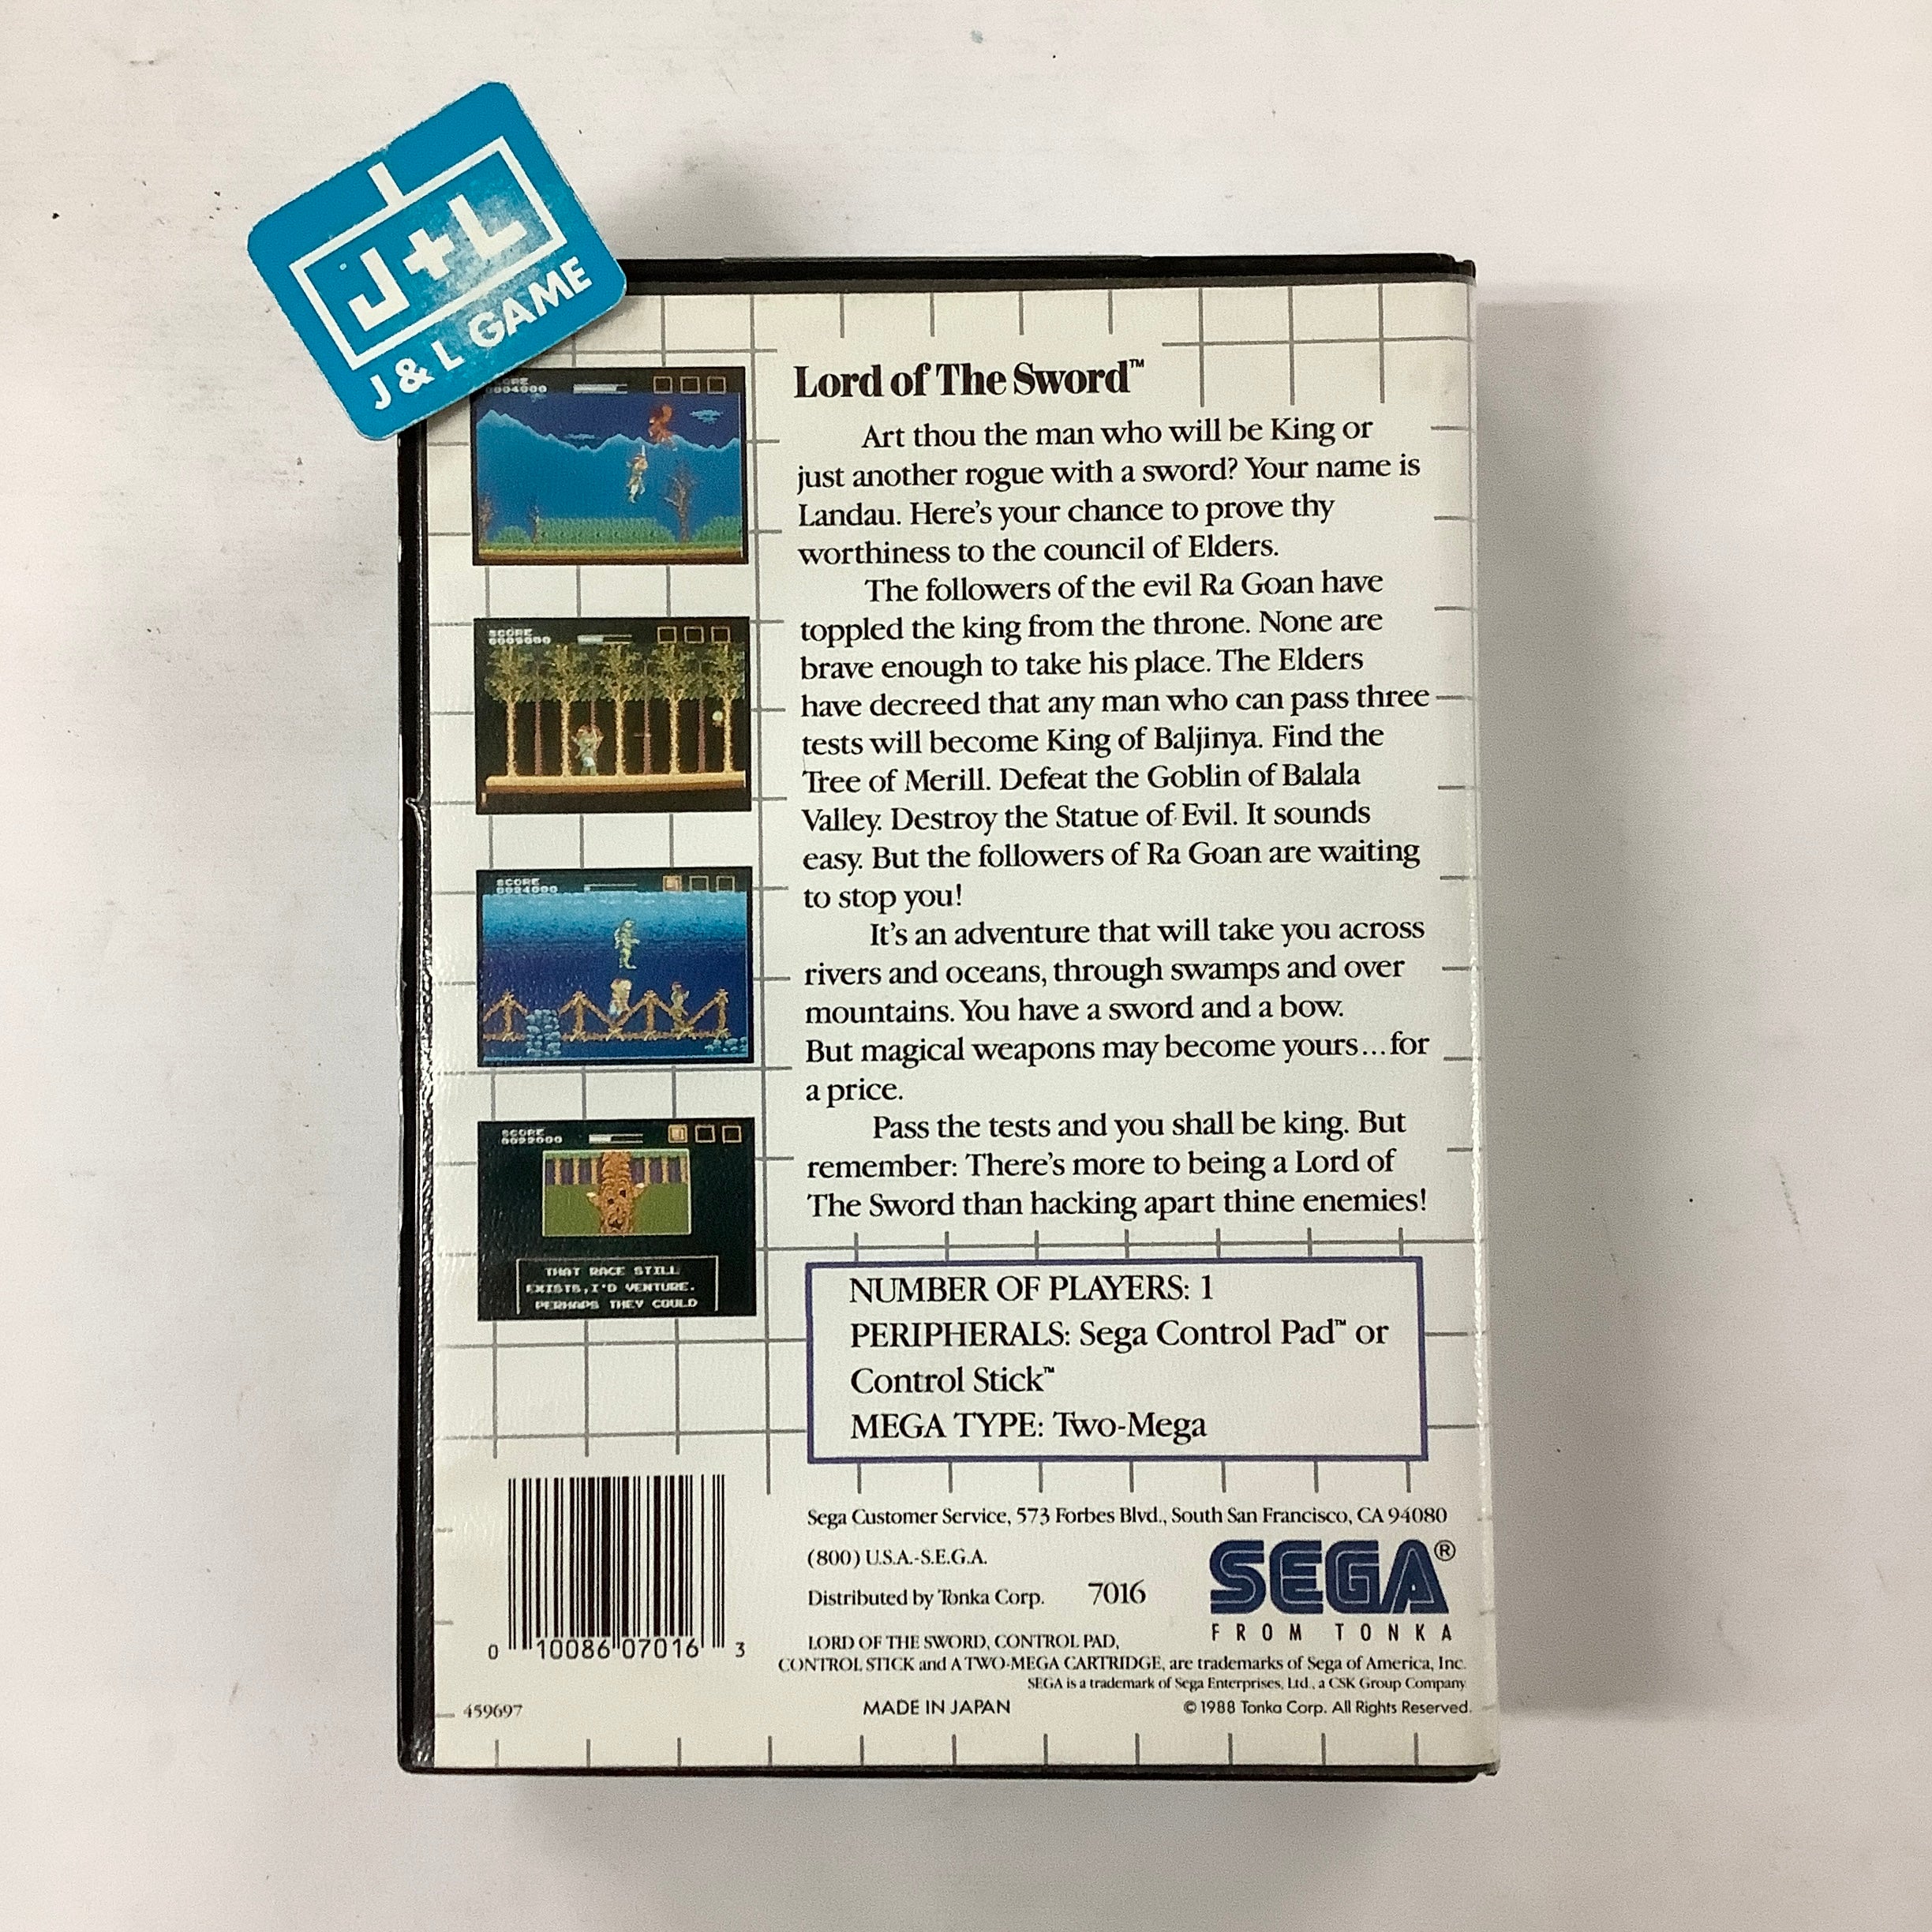 J+L
J & L GAME
Lord of The Sword™
Art thou the man who will be King or
just another rogue with a sword? Your name is
Landau. Here's your chance to prove thy
worthiness to the council of Elders.
The followers of the evil Ra Goan have
toppled the king from the throne. None are
brave enough to take his place. The Elders
have decreed that any man who can pass three
tests will become King of Baljinya. Find the
Tree of Merill. Defeat the Goblin of Balala
Valley. Destroy the Statue of Evil. It sounds
easy. But the followers of Ra Goan are waiting
to stop you!
It's an adventure that will take you across
rivers and oceans, through swamps and over
mountains. You have a sword and a bow.
But magical weapons may become yours...for
a price.
Pass the tests and you shall be king. But
remember: There's more to being a Lord of
The Sword than hacking apart thine enemies!
SCORE
0009000
SCORE
0024000
SCORE
0022000
THAT RACE STILL
EXISTS,I'D VENTURE.
PERHAPS THEY COULD
NUMBER OF PLAYERS: 1
PERIPHERALS: Sega Control Pad™ or
Control Stick™
MEGA TYPE: Two-Mega
0 10086 07016 3
459697
Sega Customer Service, 573 Forbes Blvd., South San Francisco, CA 94080
(800) U.S.A.-S.E.G.A.
Distributed by Tonka Corp. 7016
SEGA®
FROM TONKA
LORD OF THE SWORD, CONTROL PAD,
CONTROL STICK and A TWO-MEGA CARTRIDGE, are trademarks of Sega of America, Inc.
SEGA is a trademark of Sega Enterprises, Ltd., a CSK Group Company
MADE IN JAPAN © 1988 Tonka Corp. All Rights Reserved.